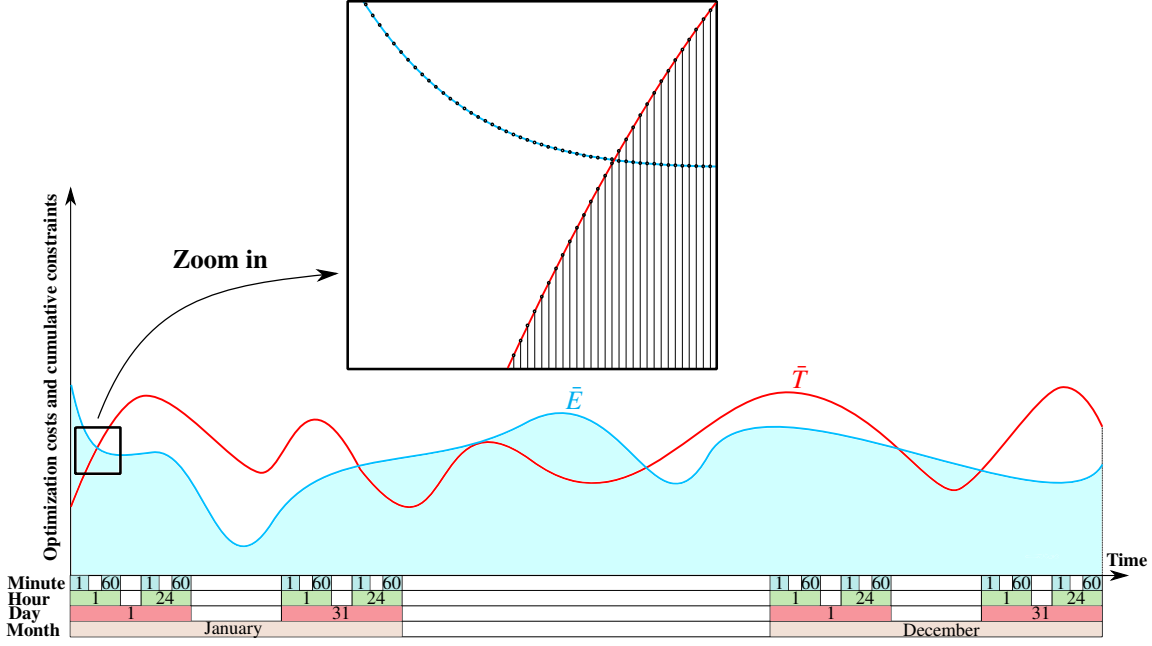 Optimization costs and cumulative constraints
Zoom in
Ē
T̄
Time
Minute 1 60 1 60 1 60 1 60 1 60 1 60 1 60 1 60
Hour 1 24 1 24 1 24 1 24
Day 1 31 1 31
Month January December